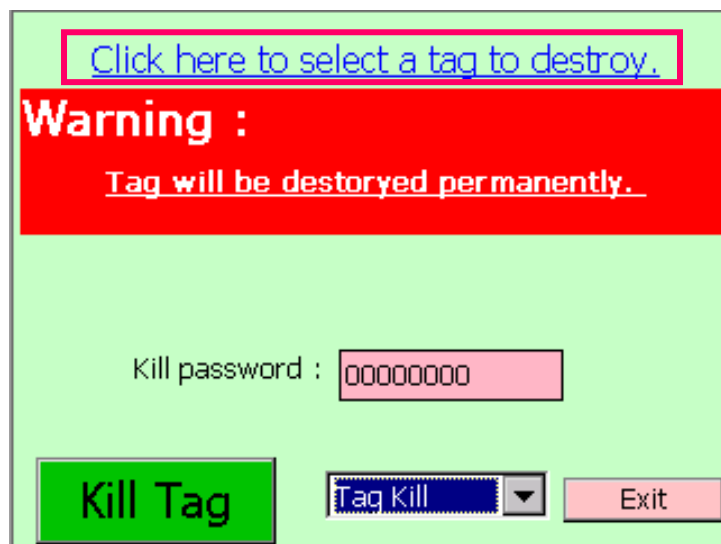 Click here to select a tag to destroy.
Warning :
Tag will be destoryed permanently.
Kill password : 00000000
Kill Tag Tag Kill Exit